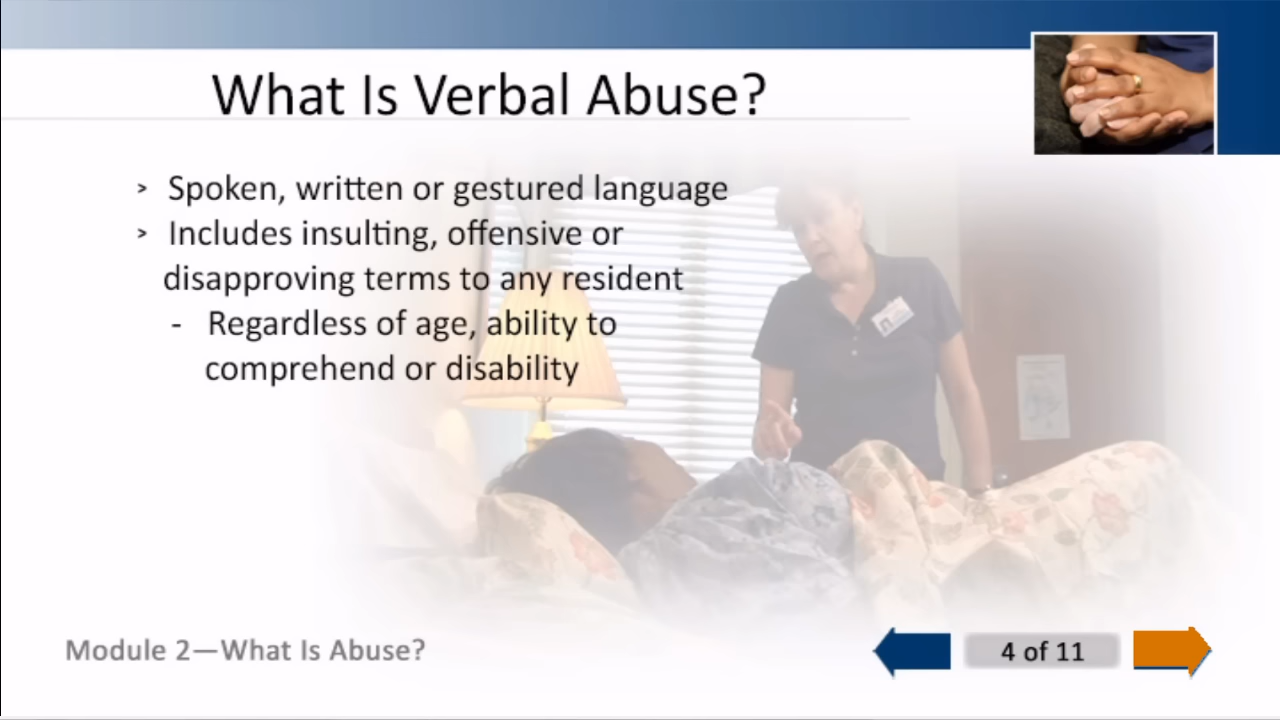 What Is Verbal Abuse?
> Spoken, written or gestured language
> Includes insulting, offensive or
disapproving terms to any resident
- Regardless of age, ability to
comprehend or disability
Module 2—What Is Abuse?
4 of 11